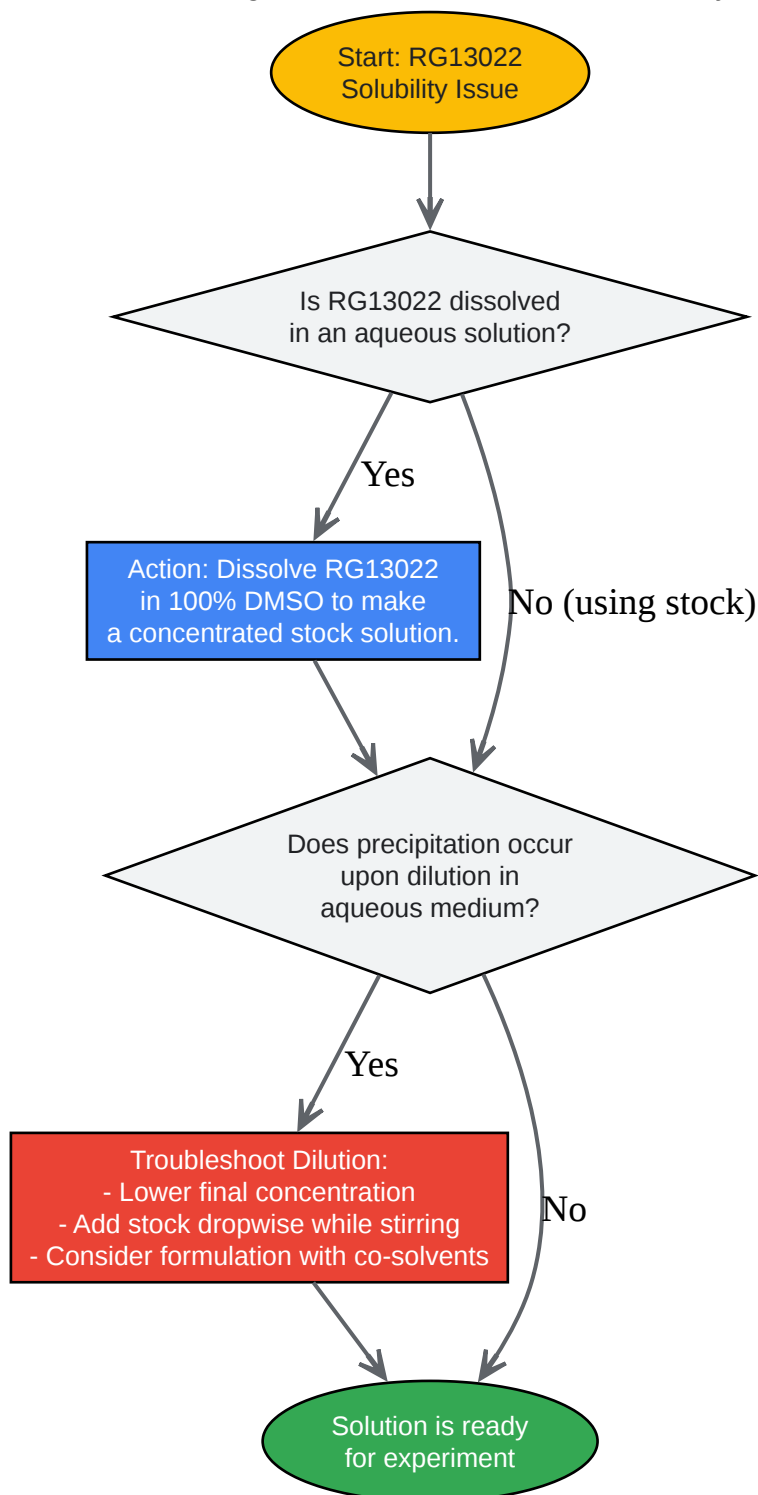 Start: RG13022
Solubility Issue
Is RG13022 dissolved
in an aqueous solution?
Yes
Action: Dissolve RG13022
in 100% DMSO to make
a concentrated stock solution.
No (using stock)
Does precipitation occur
upon dilution in
aqueous medium?
Yes
Troubleshoot Dilution:
- Lower final concentration
- Add stock dropwise while stirring
- Consider formulation with co-solvents
No
Solution is ready
for experiment